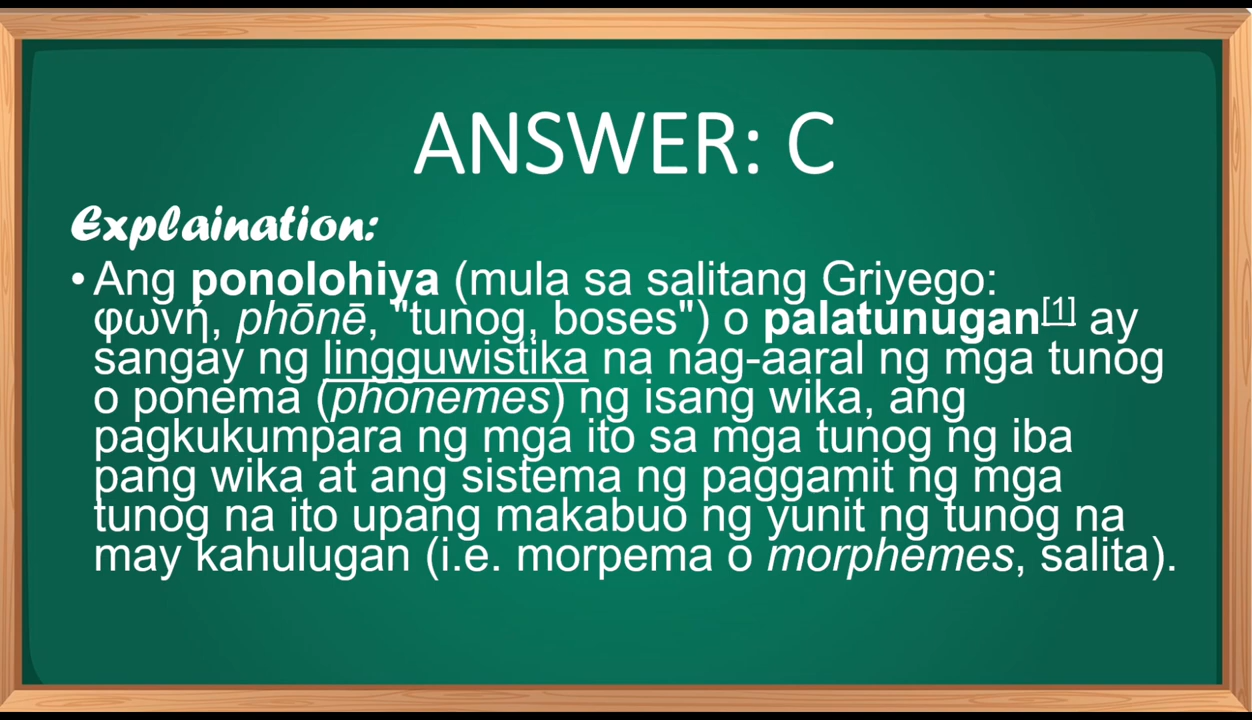 ANSWER: C
Explaination:
• Ang ponolohiya (mula sa salitang Griyego:
φωνή, phōnē, "tunog, boses") o palatunugan[1] ay
sangay ng lingguwistika na nag-aaral ng mga tunog
o ponema (phonemes) ng isang wika, ang
pagkukumpara ng mga ito sa mga tunog ng iba
pang wika at ang sistema ng paggamit ng mga
tunog na ito upang makabuo ng yunit ng tunog na
may kahulugan (i.e. morpema o morphemes, salita).